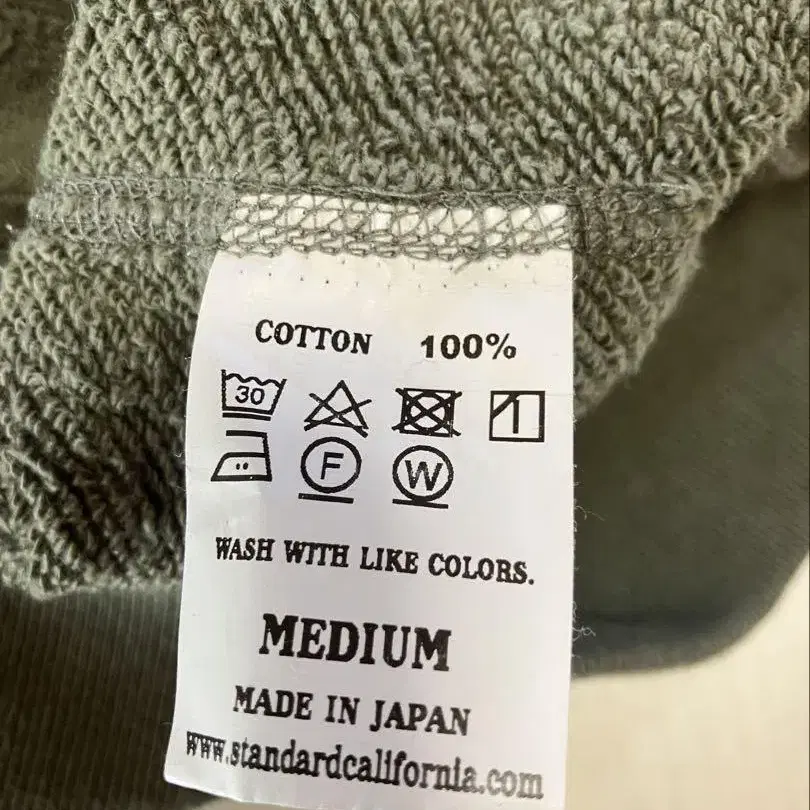 COTTON 100%
30
F W
WASH WITH LIKE COLORS.
MEDIUM
MADE IN JAPAN
www.standardcalifornia.com